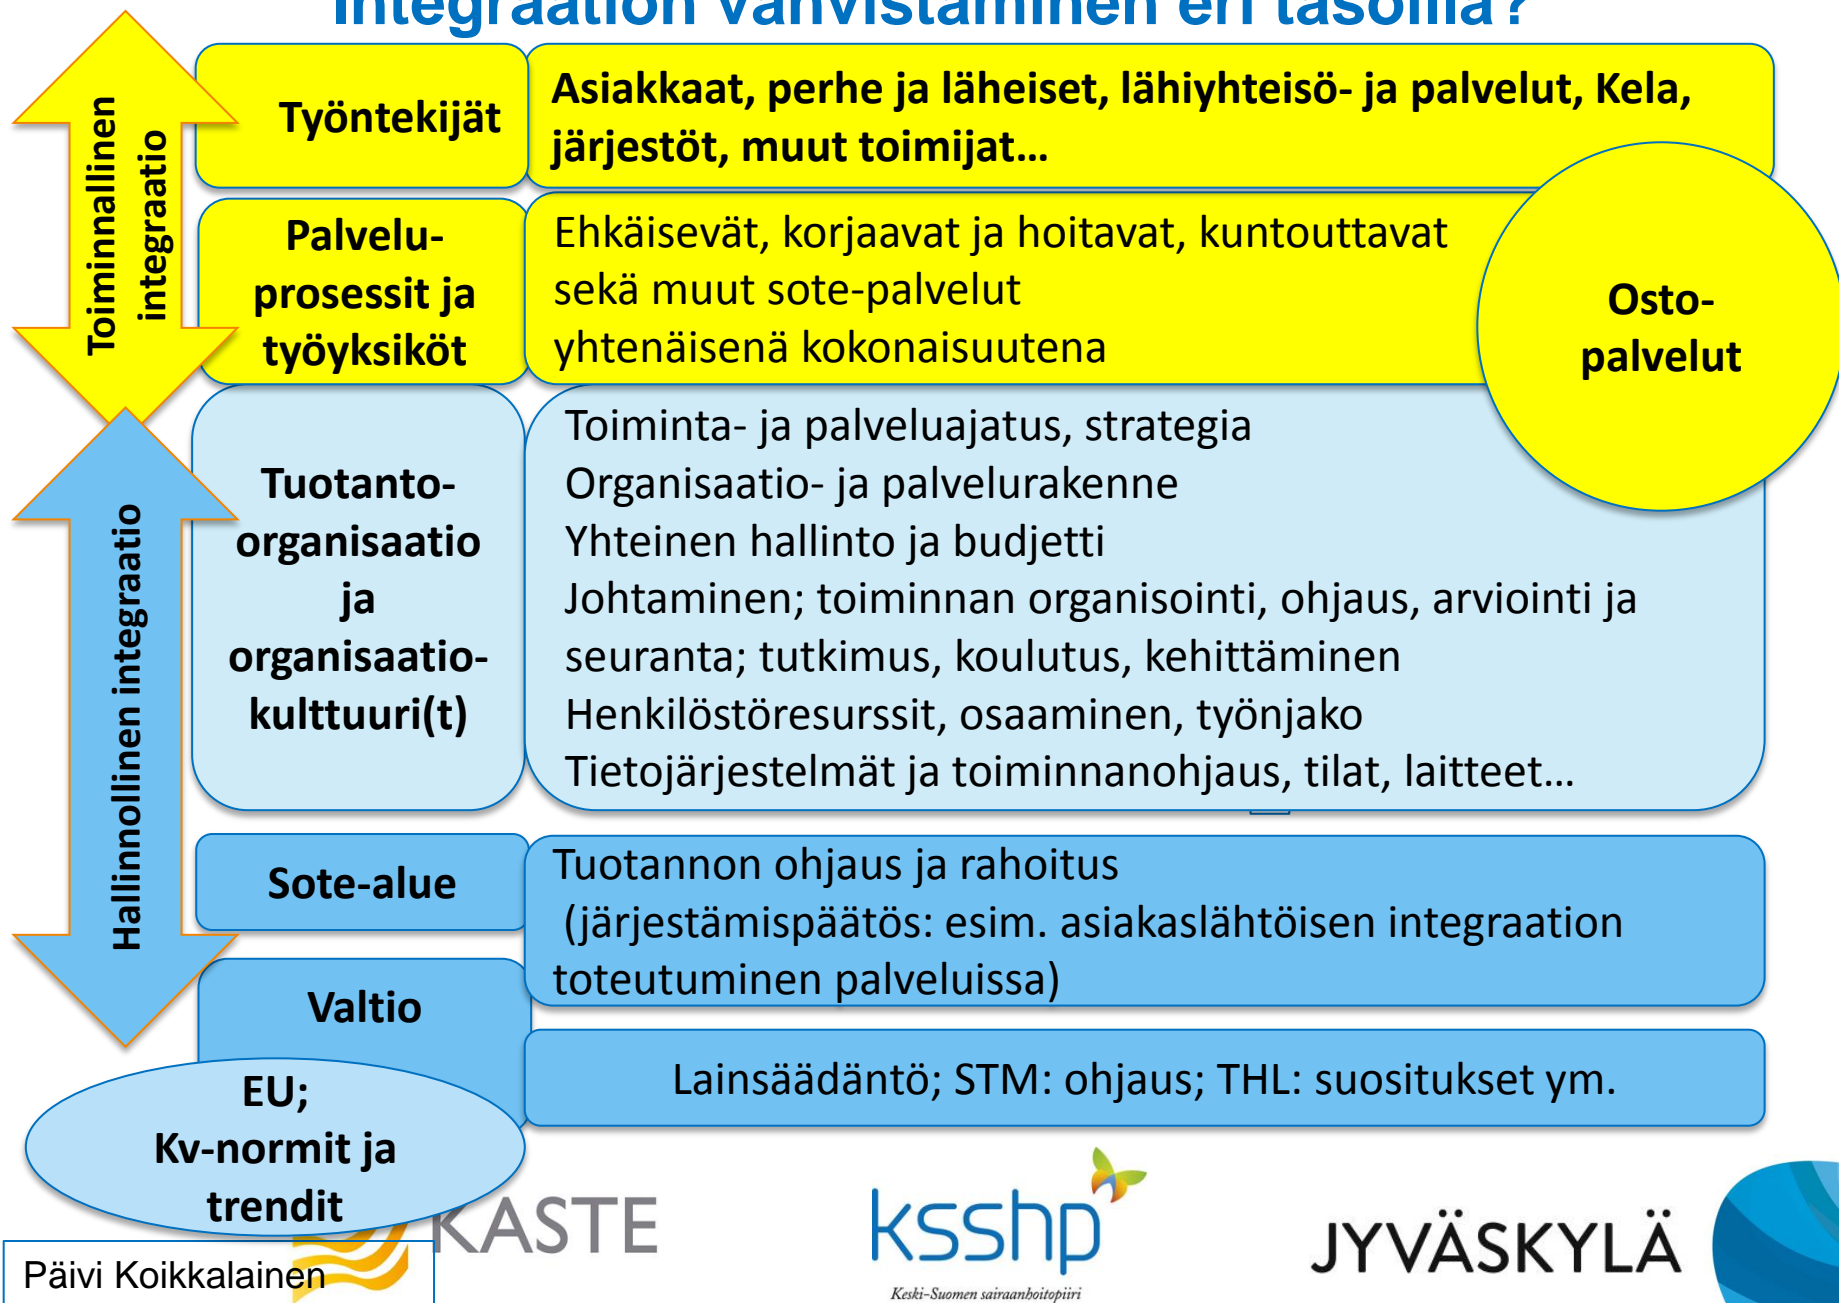 Integraation vahvistaminen eri tasoilla?
Toiminnallinen
integraatio
Työntekijät
Asiakkaat, perhe ja läheiset, lähiyhteisö- ja palvelut, Kela,
järjestöt, muut toimijat…
Palvelu-
prosessit ja
työyksiköt
Ehkäisevät, korjaavat ja hoitavat, kuntouttavat
sekä muut sote-palvelut
yhtenäisenä kokonaisuutena
Osto-
palvelut
Hallinnollinen integraatio
Tuotanto-
organisaatio
ja
organisaatio-
kulttuuri(t)
Toiminta- ja palveluajatus, strategia
Organisaatio- ja palvelurakenne
Yhteinen hallinto ja budjetti
Johtaminen; toiminnan organisointi, ohjaus, arviointi ja
seuranta; tutkimus, koulutus, kehittäminen
Henkilöstöresurssit, osaaminen, työnjako
Tietojärjestelmät ja toiminnanohjaus, tilat, laitteet…
Sote-alue
Tuotannon ohjaus ja rahoitus
(järjestämispäätös: esim. asiakaslähtöisen integraation
toteutuminen palveluissa)
Valtio
Lainsäädäntö; STM: ohjaus; THL: suositukset ym.
EU;
Kv-normit ja
trendit
KASTE
ksshp
Keski-Suomen sairaanhoitopiiri
JYVÄSKYLÄ
Päivi Koikkalainen